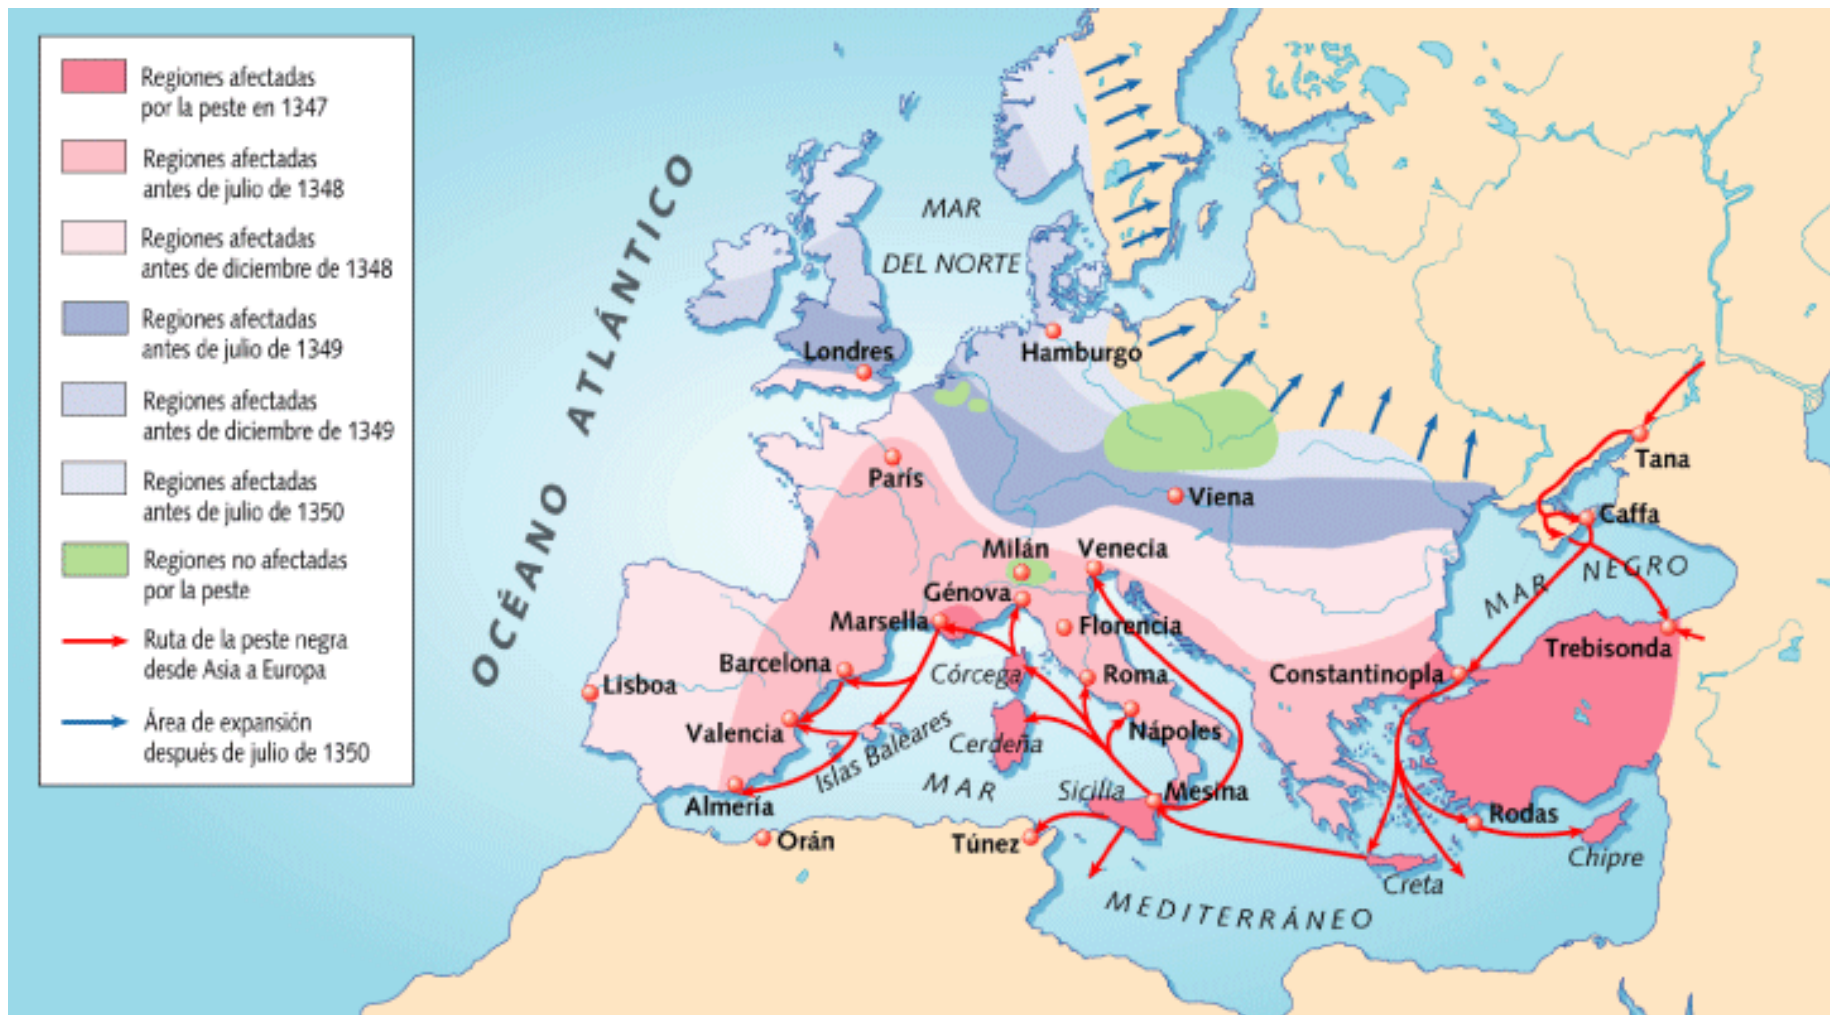 Regiones afectadas
por la peste en 1347
Regiones afectadas
antes de julio de 1348
Regiones afectadas
antes de diciembre de 1348
Regiones afectadas
antes de julio de 1349
Regiones afectadas
antes de diciembre de 1349
Regiones afectadas
antes de julio de 1350
Regiones no afectadas
por la peste
Ruta de la peste negra
desde Asia a Europa
Área de expansión
después de julio de 1350
OCÉANO ATLÁNTICO
MAR
DEL NORTE
Londres
Hamburgo
París
Viena
Tana
Caffa
MAR NEGRO
Milán
Venecia
Génova
Marsella
Florencia
Trebisonda
Barcelona
Córcega
Roma
Constantinopla
Lisboa
Valencia
Islas Baleares
Cerdeña
Nápoles
Almería
MAR
Sicilia
Mesina
Rodas
Orán
Túnez
Chipre
Creta
MEDITERRÁNEO